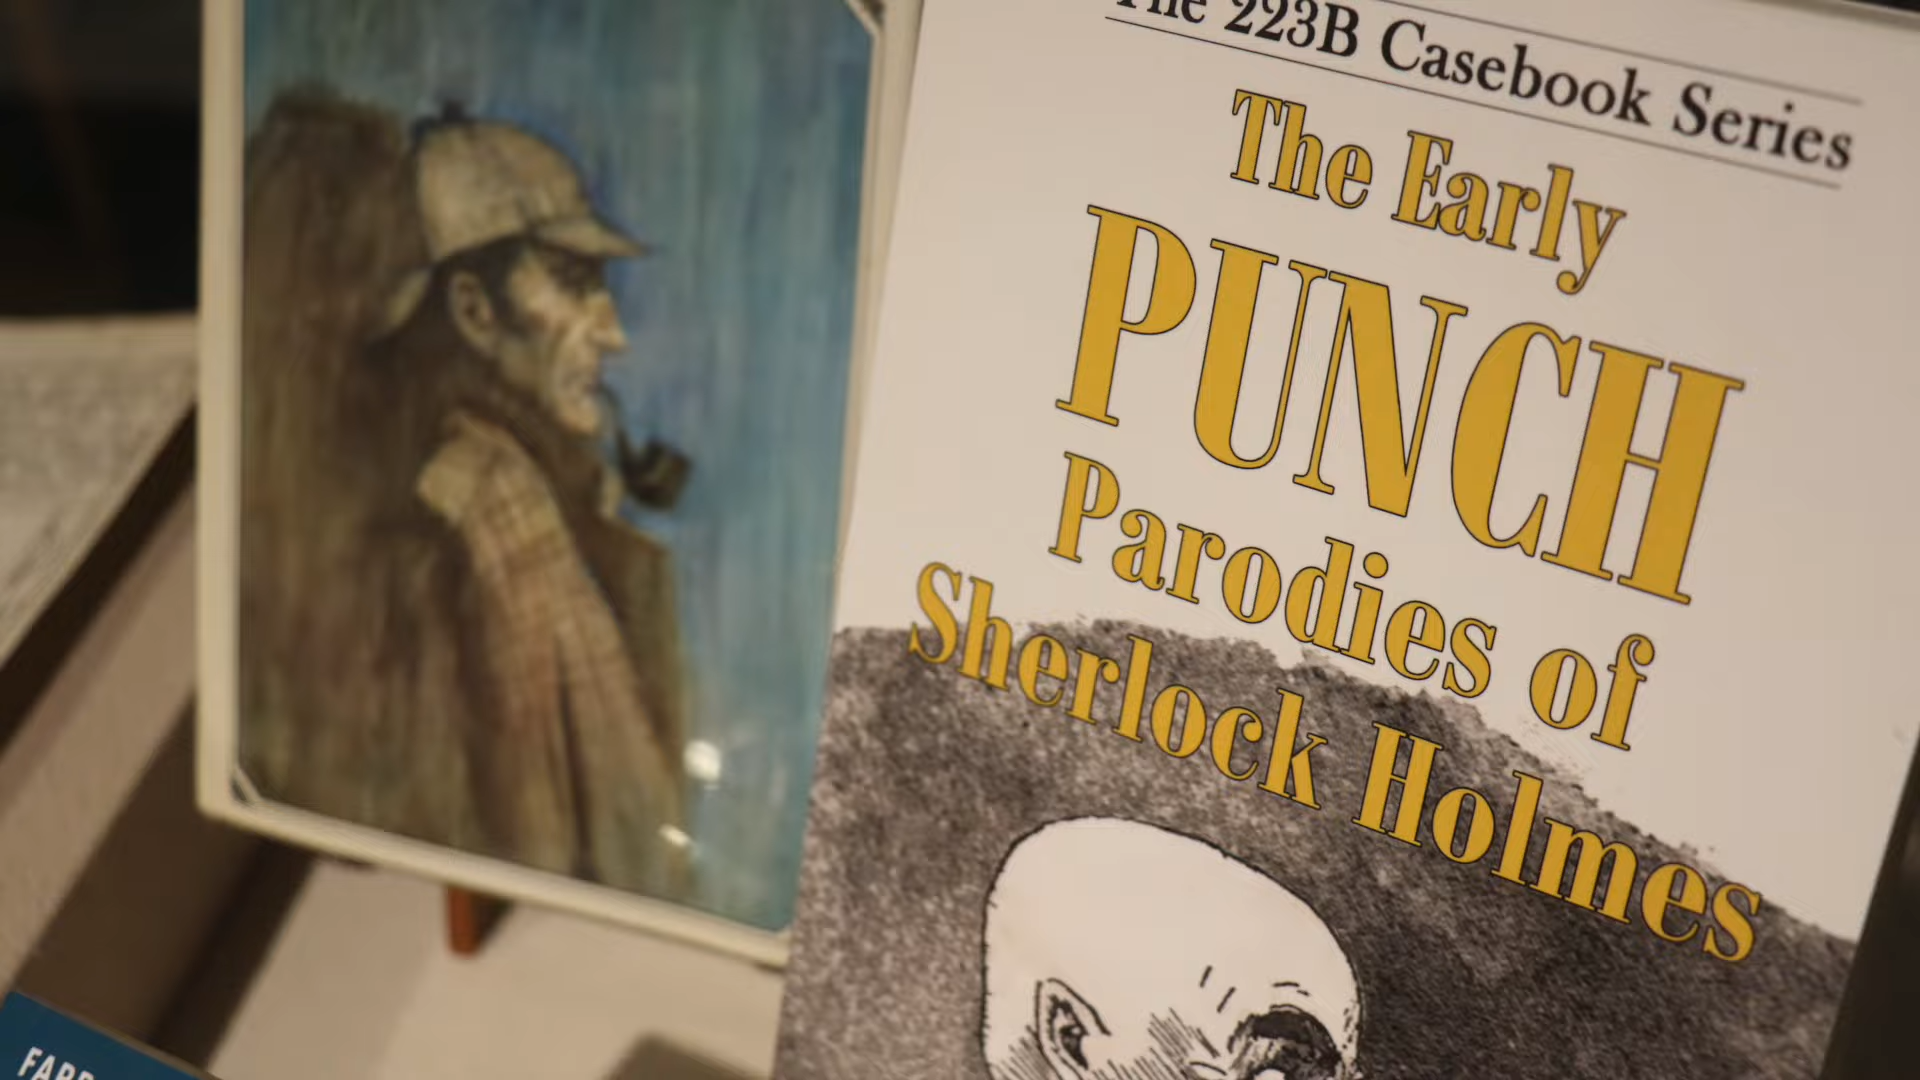 The 223B Casebook Series
The Early
PUNCH
Parodies of
Sherlock Holmes